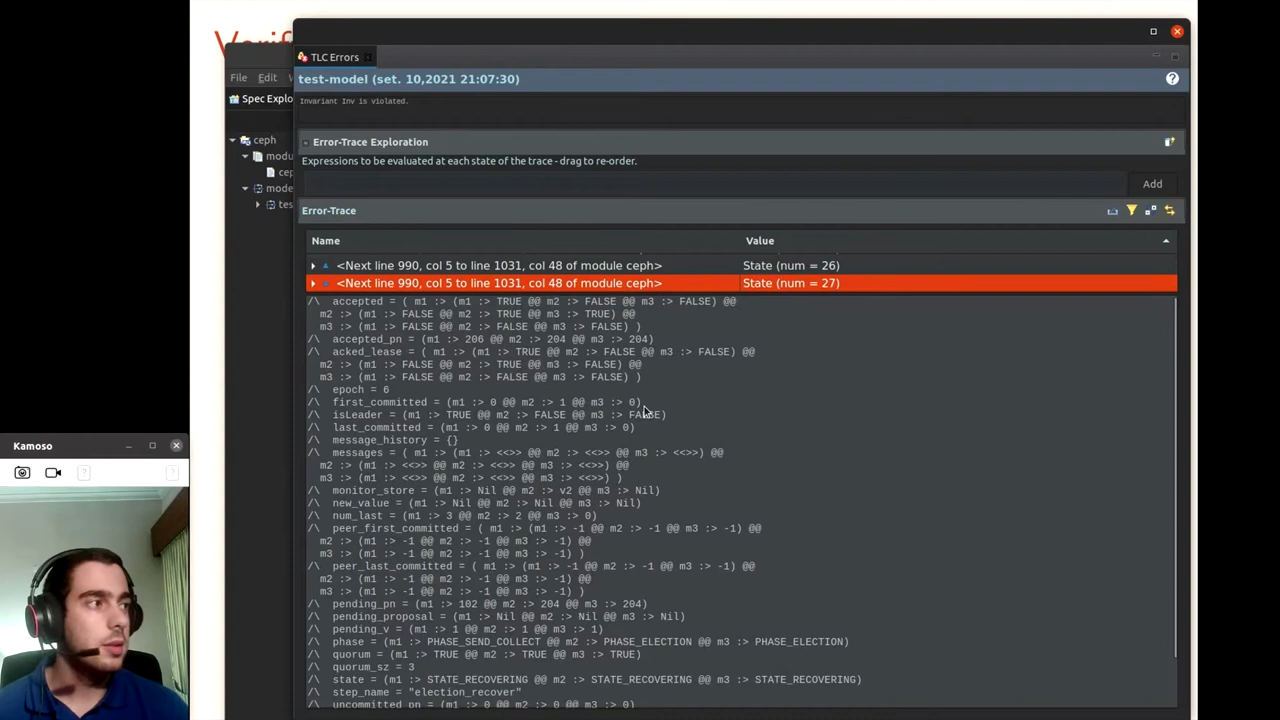 TLC Errors
test-model (set. 10,2021 21:07:30)
File Edit
Spec Explo
Invariant Inv is violated.
ceph
Error-Trace Exploration
modu
Expressions to be evaluated at each state of the trace - drag to re-order.
cep
mode
Add
tes
Error-Trace
Name Value
<Next line 990, col 5 to line 1031, col 48 of module ceph> State (num = 26)
<Next line 990, col 5 to line 1031, col 48 of module ceph> State (num = 27)
/\ accepted = ( m1 :> (m1 :> TRUE @@ m2 :> FALSE @@ m3 :> FALSE) @@
m2 :> (m1 :> FALSE @@ m2 :> TRUE @@ m3 :> TRUE) @@
m3 :> (m1 :> FALSE @@ m2 :> FALSE @@ m3 :> FALSE) )
/\ accepted_pn = (m1 :> 206 @@ m2 :> 204 @@ m3 :> 204)
/\ acked_lease = ( m1 :> (m1 :> TRUE @@ m2 :> FALSE @@ m3 :> FALSE) @@
m2 :> (m1 :> FALSE @@ m2 :> TRUE @@ m3 :> FALSE) @@
m3 :> (m1 :> FALSE @@ m2 :> FALSE @@ m3 :> FALSE) )
/\ epoch = 6
/\ first_committed = (m1 :> 0 @@ m2 :> 1 @@ m3 :> 0)
/\ isLeader = (m1 :> TRUE @@ m2 :> FALSE @@ m3 :> FALSE)
/\ last_committed = (m1 :> 0 @@ m2 :> 1 @@ m3 :> 0)
/\ message_history = {}
/\ messages = ( m1 :> (m1 :> <<>> @@ m2 :> <<>> @@ m3 :> <<>>) @@
m2 :> (m1 :> <<>> @@ m2 :> <<>> @@ m3 :> <<>>) @@
m3 :> (m1 :> <<>> @@ m2 :> <<>> @@ m3 :> <<>>) )
/\ monitor_store = (m1 :> Nil @@ m2 :> v2 @@ m3 :> Nil)
/\ new_value = (m1 :> Nil @@ m2 :> Nil @@ m3 :> Nil)
/\ num_last = (m1 :> 3 @@ m2 :> 2 @@ m3 :> 0)
/\ peer_first_committed = ( m1 :> (m1 :> -1 @@ m2 :> -1 @@ m3 :> -1) @@
m2 :> (m1 :> -1 @@ m2 :> -1 @@ m3 :> -1) @@
m3 :> (m1 :> -1 @@ m2 :> -1 @@ m3 :> -1) )
/\ peer_last_committed = ( m1 :> (m1 :> -1 @@ m2 :> -1 @@ m3 :> -1) @@
m2 :> (m1 :> -1 @@ m2 :> -1 @@ m3 :> -1) @@
m3 :> (m1 :> -1 @@ m2 :> -1 @@ m3 :> -1) )
/\ pending_pn = (m1 :> 102 @@ m2 :> 204 @@ m3 :> 204)
/\ pending_proposal = (m1 :> Nil @@ m2 :> Nil @@ m3 :> Nil)
/\ pending_v = (m1 :> 1 @@ m2 :> 1 @@ m3 :> 1)
/\ phase = (m1 :> PHASE_SEND_COLLECT @@ m2 :> PHASE_ELECTION @@ m3 :> PHASE_ELECTION)
/\ quorum = (m1 :> TRUE @@ m2 :> TRUE @@ m3 :> TRUE)
/\ quorum_sz = 3
/\ state = (m1 :> STATE_RECOVERING @@ m2 :> STATE_RECOVERING @@ m3 :> STATE_RECOVERING)
/\ step_name = "election_recover"
/\ uncommitted_pn = (m1 :> 0 @@ m2 :> 0 @@ m3 :> 0)
Kamoso